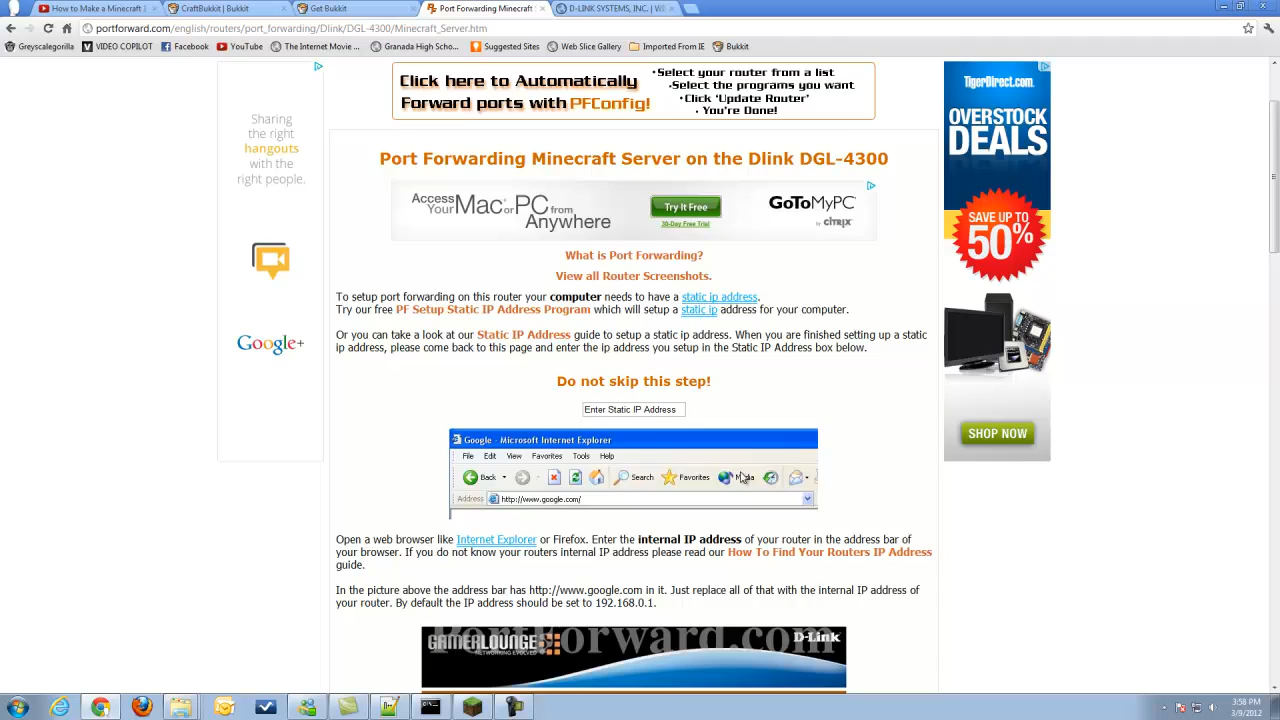 How to Make a Minecraft
CraftBukkit | Bukkit
Get Bukkit
Port Forwarding Minecraft
D-LINK SYSTEMS, INC. |
portforward.com/english/routers/port_forwarding/Dlink/DGL-4300/Minecraft_Server.htm
Greyscalegorilla
VIDEO COPILOT
Facebook
YouTube
The Internet Movie ...
Granada High Scho...
Suggested Sites
Web Slice Gallery
Imported From IE
Bukkit
Click here to Automatically
Forward ports with PFConfig!
•Select your router from a list
•Select the programs you want
•Click ‘Update Router’
• You're Done!
Sharing
the right
hangouts
with the
right people.
Google+
Port Forwarding Minecraft Server on the Dlink DGL-4300
Access
Your Mac or PC from
Anywhere
Try It Free
30-Day Free Trial
GoToMyPC
by citrix
What is Port Forwarding?
View all Router Screenshots.
To setup port forwarding on this router your computer needs to have a static ip address.
Try our free PF Setup Static IP Address Program which will setup a static ip address for your computer.
Or you can take a look at our Static IP Address guide to setup a static ip address. When you are finished setting up a static
ip address, please come back to this page and enter the ip address you setup in the Static IP Address box below.
Do not skip this step!
Enter Static IP Address
Google - Microsoft Internet Explorer
File Edit View Favorites Tools Help
Back Search Favorites Media
Address http://www.google.com/
Open a web browser like Internet Explorer or Firefox. Enter the internal IP address of your router in the address bar of
your browser. If you do not know your routers internal IP address please read our How To Find Your Routers IP Address
guide.
In the picture above the address bar has http://www.google.com in it. Just replace all of that with the internal IP address of
your router. By default the IP address should be set to 192.168.0.1.
PortForward.com
GAMERLOUNGE
NETWORKING EVOLVED
D-Link
TigerDirect.com
OVERSTOCK
DEALS
SAVE UP TO
50%
SHOP NOW
3:58 PM
3/9/2012